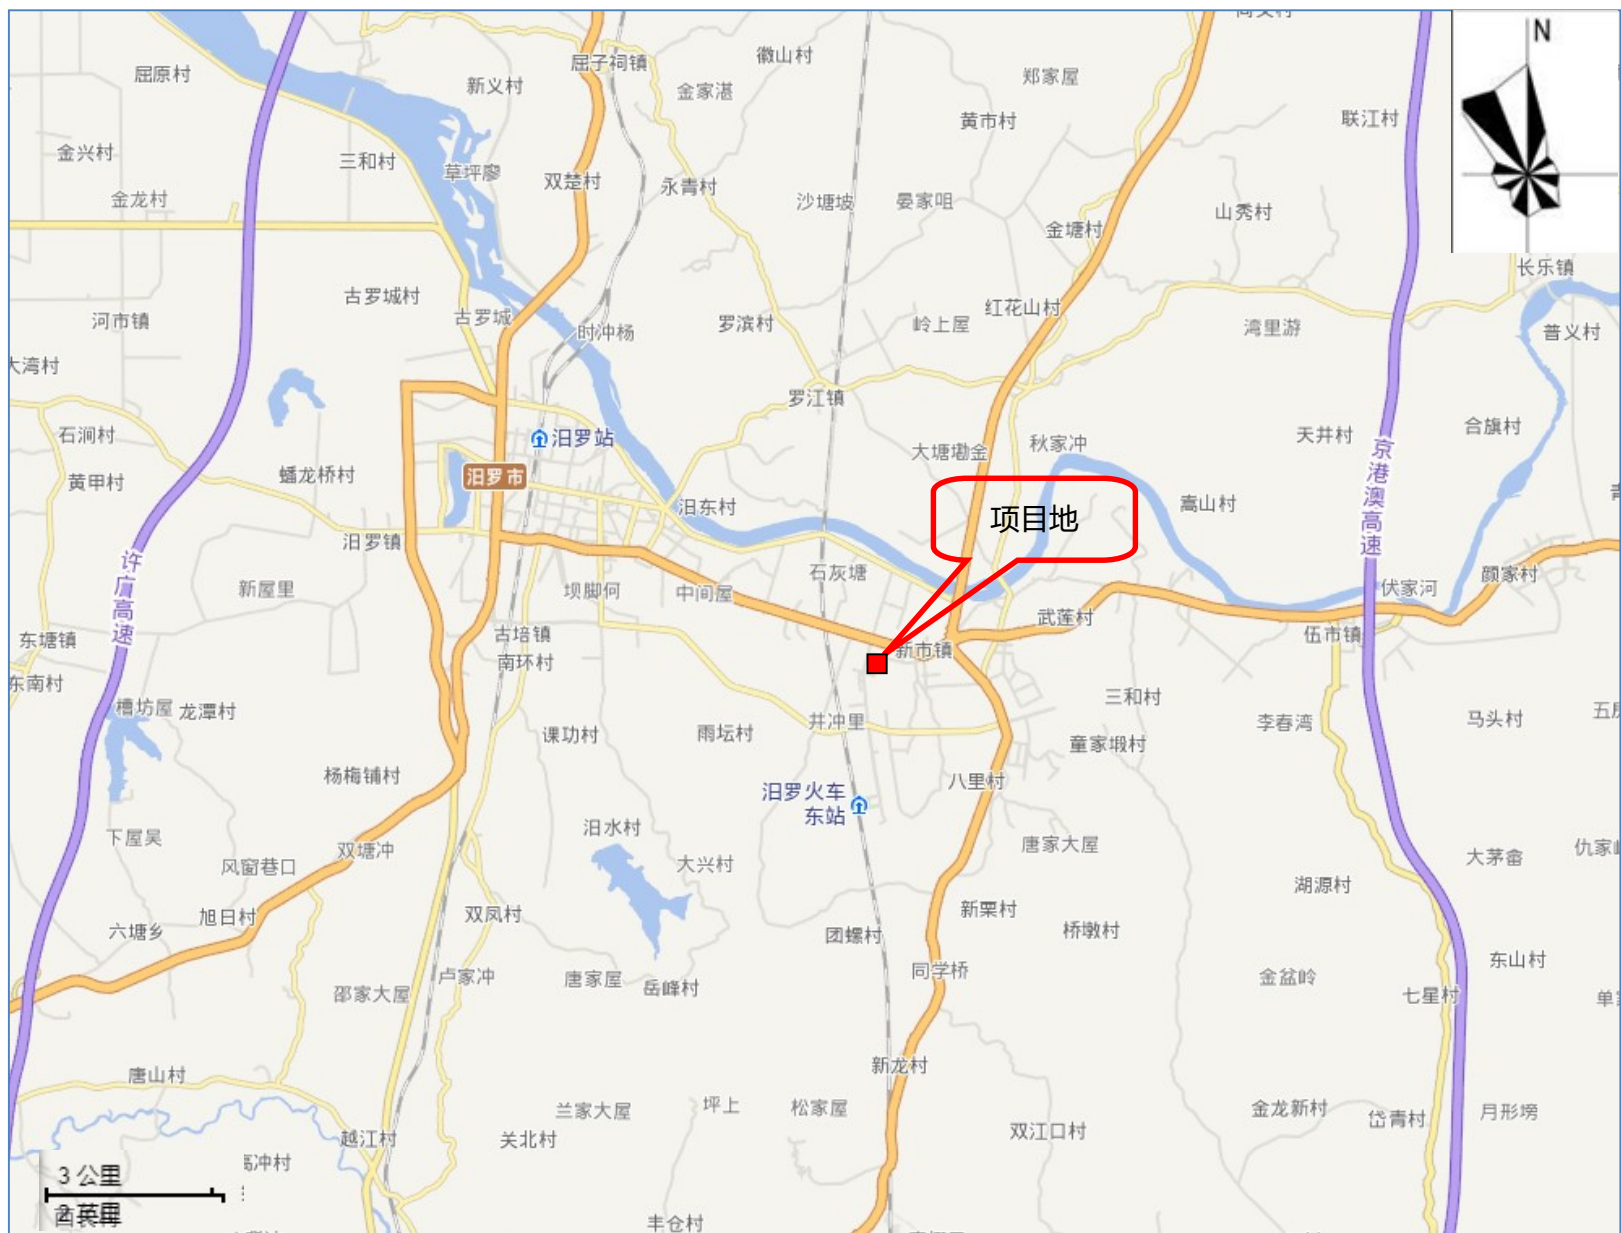 N
屈原村
新义村
屈子祠镇
徽山村
金家湛
郑家屋
黄市村
联江村
金兴村
三和村
草坪廖
双楚村
永青村
金龙村
沙塘坡
晏家咀
山秀村
金塘村
长乐镇
古罗城村
古罗城
河市镇
时冲杨
罗滨村
岭上屋
红花山村
湾里游
普义村
大湾村
罗江镇
石涧村
汨罗站
大塘塅金
秋家冲
天井村
合旗村
黄甲村
蟠龙桥村
汨罗市
汨东村
项目地
嵩山村
京港澳高速
汨罗镇
许广高速
新屋里
坝脚何
中间屋
石灰塘
武莲村
伏家河
颜家村
东塘镇
古培镇
南环村
新市镇
伍市镇
东南村
槽坊屋
龙潭村
课功村
雨坛村
井冲里
三和村
李春湾
马头村
童家塅村
杨梅铺村
汨罗火车
东站
八里村
下屋吴
双塘冲
风窗巷口
汨水村
大兴村
唐家大屋
大茅畲
湖源村
六塘乡
旭日村
双凤村
团螺村
新栗村
桥墩村
东山村
邵家大屋
卢家冲
唐家屋
岳峰村
同学桥
金盆岭
七星村
唐山村
新龙村
兰家大屋
坪上
松家屋
金龙新村
岱青村
月形塝
越江村
关北村
双江口村
高冲村
3 公里
2 英里
丰仓村